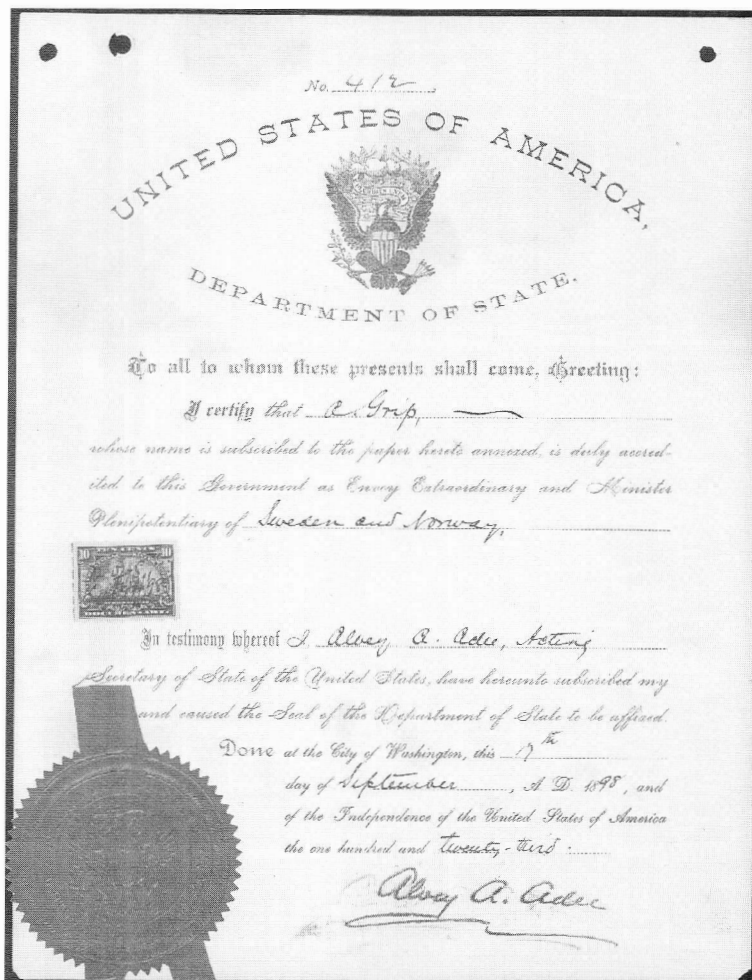 No. 412.
UNITED STATES OF AMERICA,
DEPARTMENT OF STATE.
To all to whom these presents shall come, Greeting:
I certify that A. Grip,
whose name is subscribed to the paper hereto annexed, is duly accred-
ited to this Government as Envoy Extraordinary and Minister
Plenipotentiary of Sweden and Norway,
10 10
DOCUMENTARY
In testimony whereof I, Alvey A. Adee, Acting
Secretary of State of the United States, have hereunto subscribed my
and caused the Seal of the Department of State to be affixed.
Done at the City of Washington, this 17th
day of September, A. D. 1898, and
of the Independence of the United States of America
the one hundred and twenty-third.
Alvey A. Adee